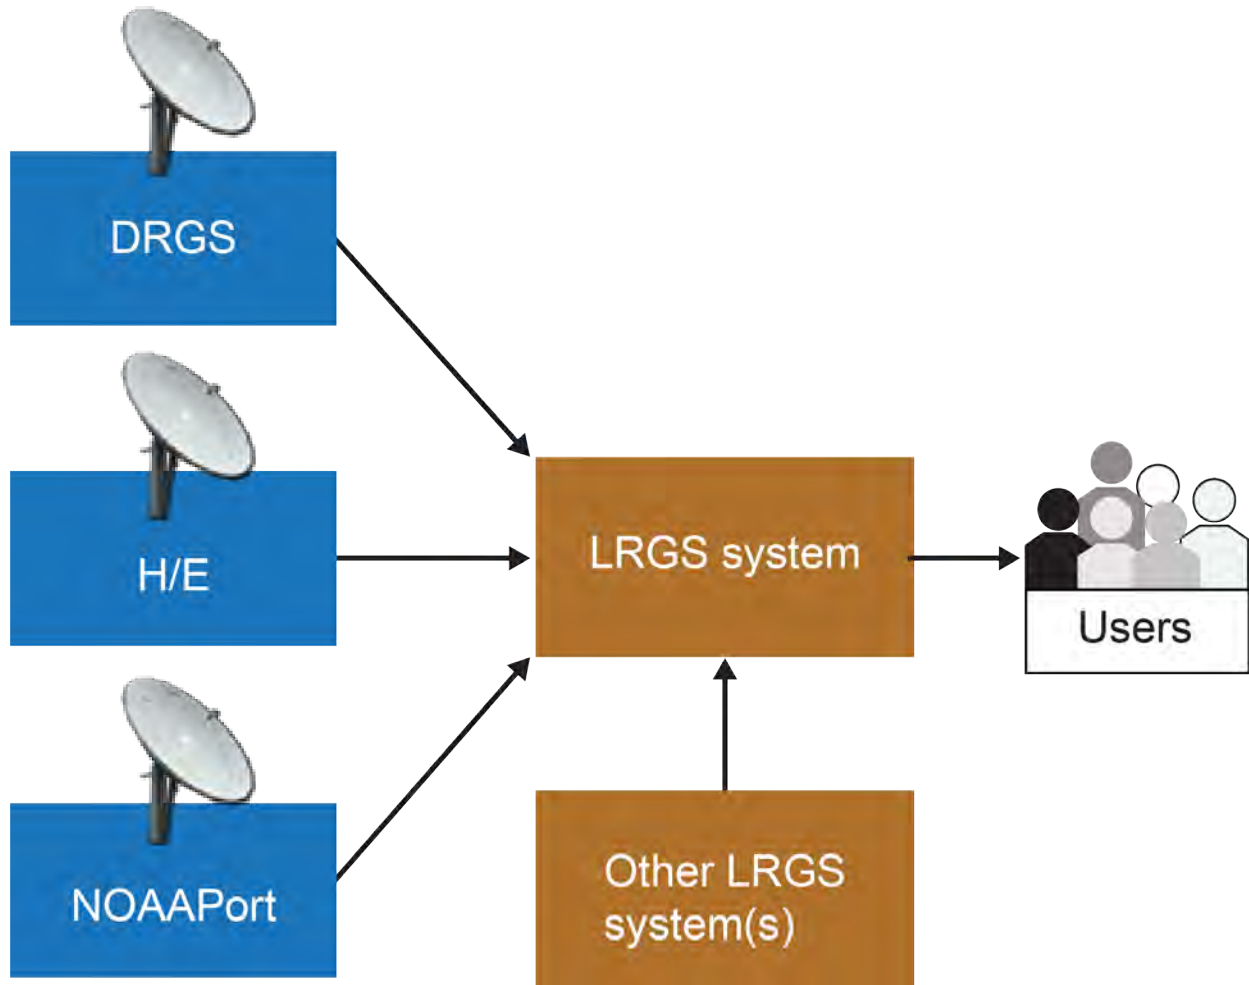 DRGS
H/E
NOAAPort
LRGS system
Other LRGS
system(s)
Users